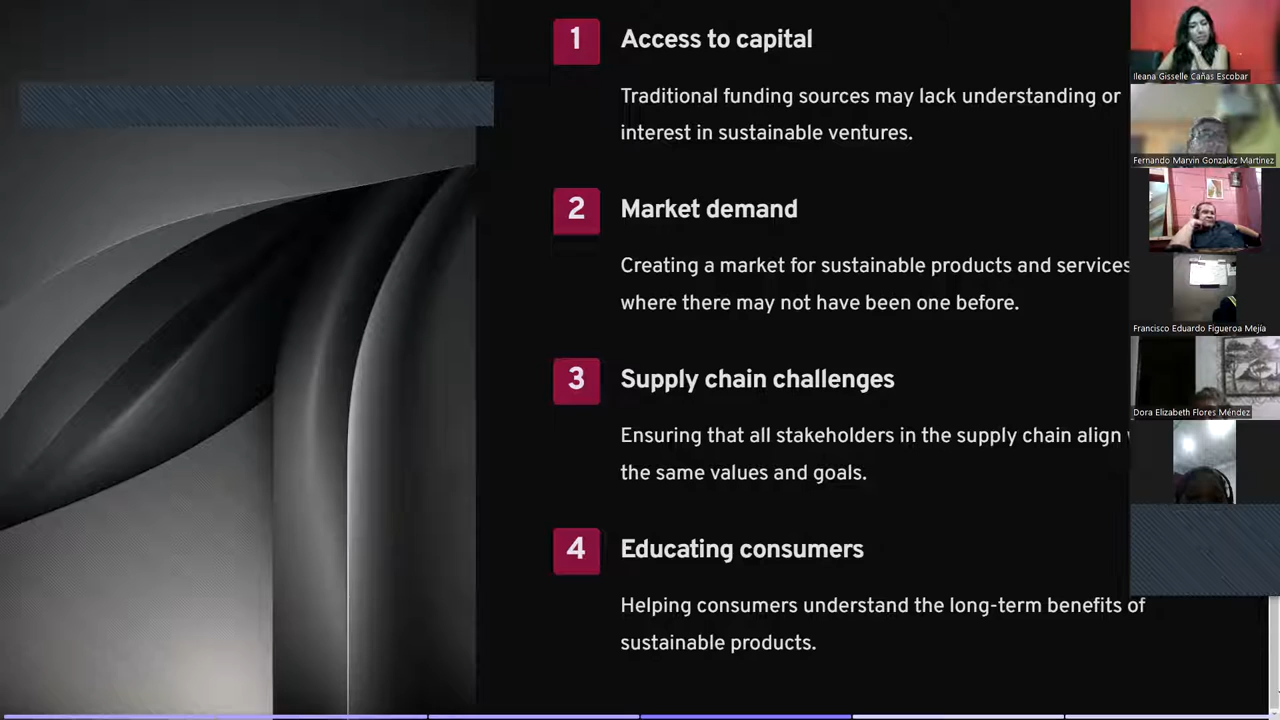 1
Access to capital
Traditional funding sources may lack understanding or
interest in sustainable ventures.
2
Market demand
Creating a market for sustainable products and services
where there may not have been one before.
3
Supply chain challenges
Ensuring that all stakeholders in the supply chain align
the same values and goals.
4
Educating consumers
Helping consumers understand the long-term benefits of
sustainable products.
Ileana Gisselle Cañas Escobar
Fernando Marvin Gonzalez Martinez
Francisco Eduardo Figueroa Mejía
Dora Elizabeth Flores Méndez